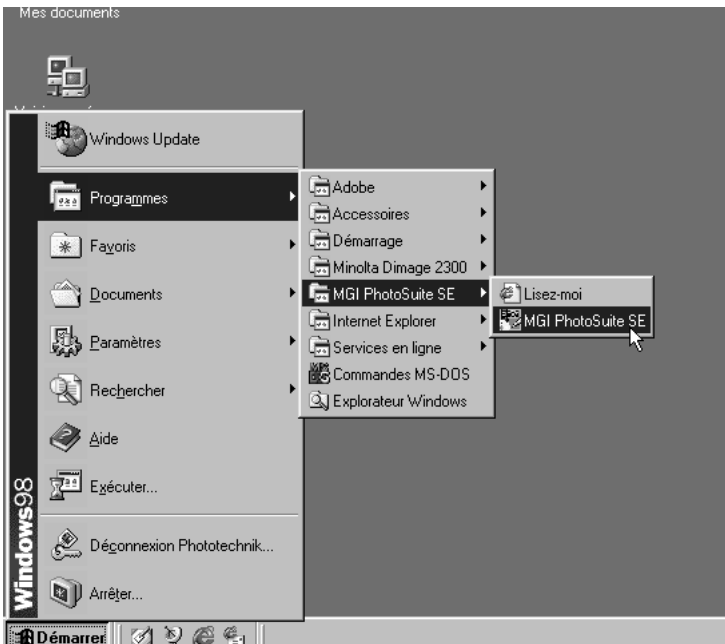 Mes documents
Windows Update
Programmes
Favoris
Documents
Paramètres
Rechercher
Aide
Exécuter...
Déconnexion Phototechnik...
Arrêter...
Windows98
Adobe
Accessoires
Démarrage
Minolta Dimage 2300
MGI PhotoSuite SE
Internet Explorer
Services en ligne
Commandes MS-DOS
Explorateur Windows
Lisez-moi
MGI PhotoSuite SE
Démarrer